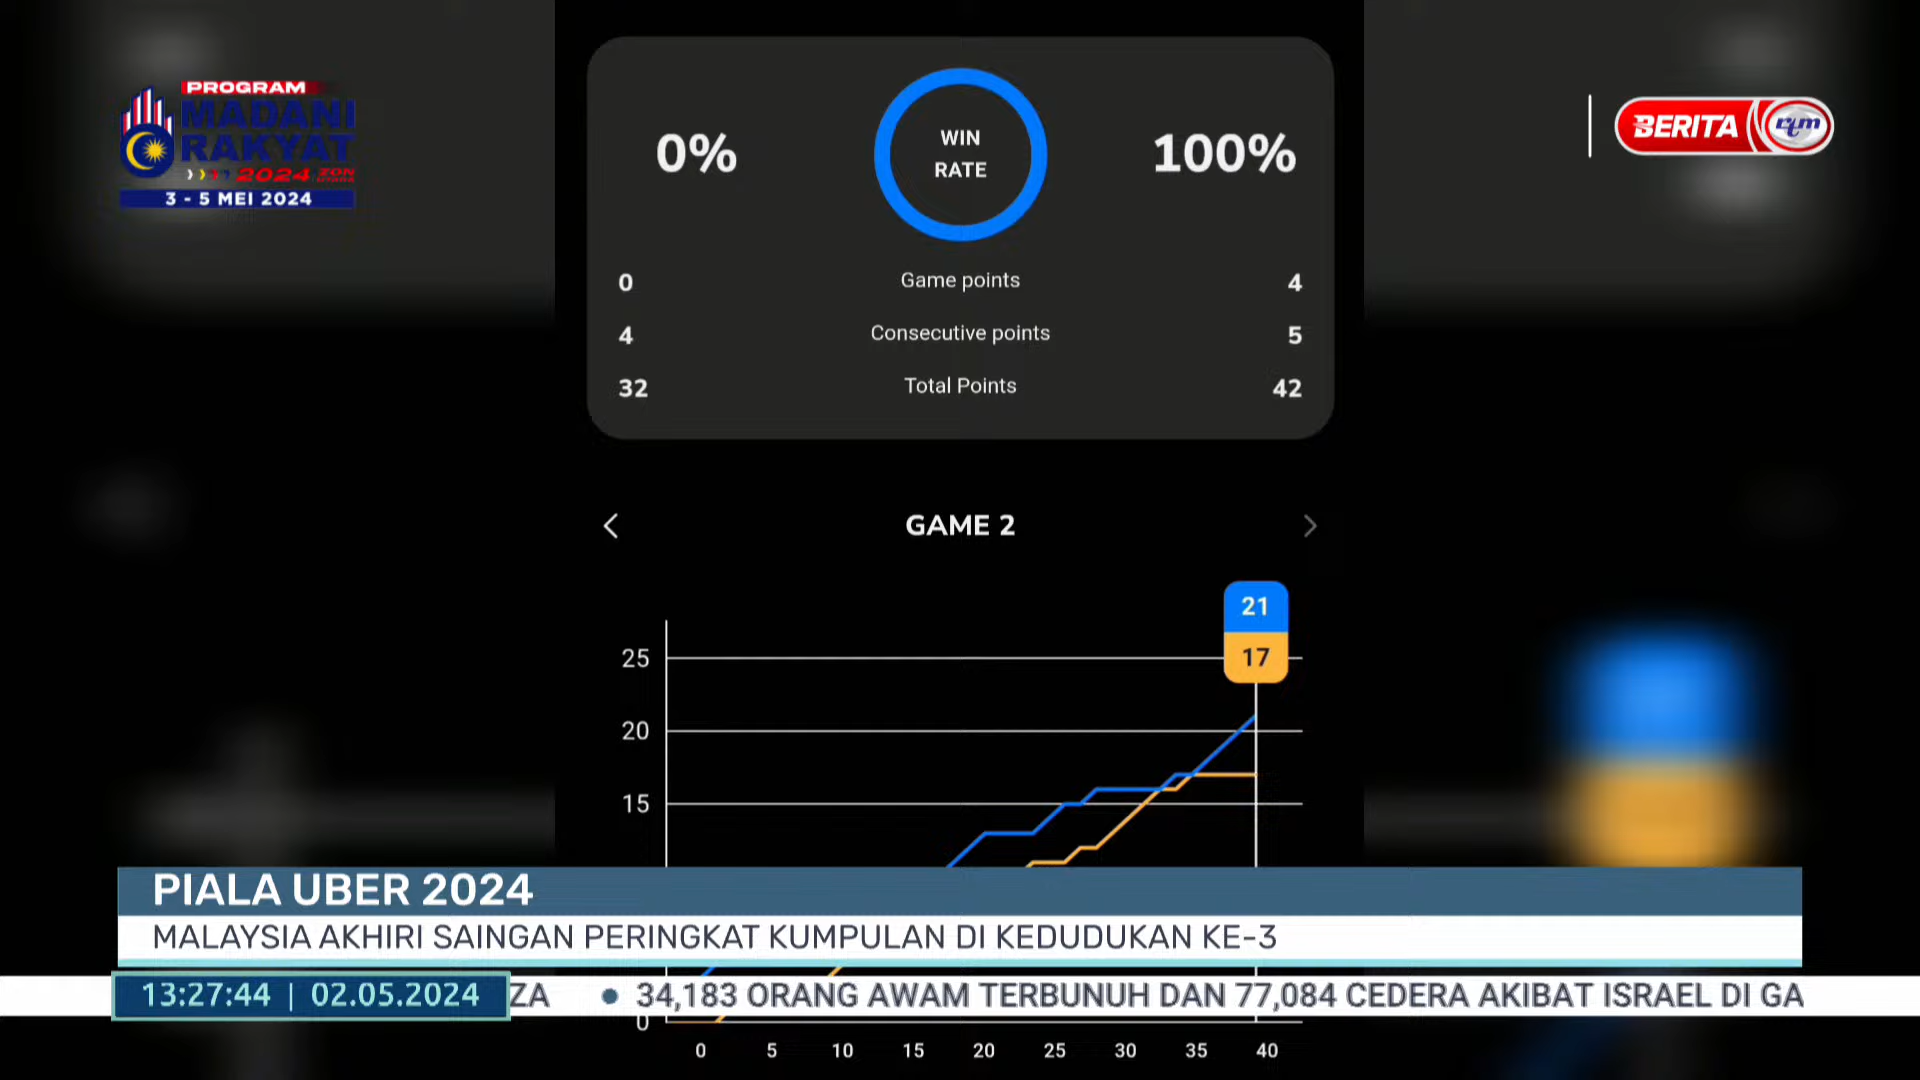 PROGRAM
MADANI
RAKYAT
2024 ZON
UTARA
3 - 5 MEI 2024
BERITA rtm
0%
WIN
RATE
100%
0 Game points 4
4 Consecutive points 5
32 Total Points 42
GAME 2
21
17
25
20
15
PIALA UBER 2024
MALAYSIA AKHIRI SAINGAN PERINGKAT KUMPULAN DI KEDUDUKAN KE-3
13:27:44 | 02.05.2024 ZA • 34,183 ORANG AWAM TERBUNUH DAN 77,084 CEDERA AKIBAT ISRAEL DI GA
0
0 5 10 15 20 25 30 35 40